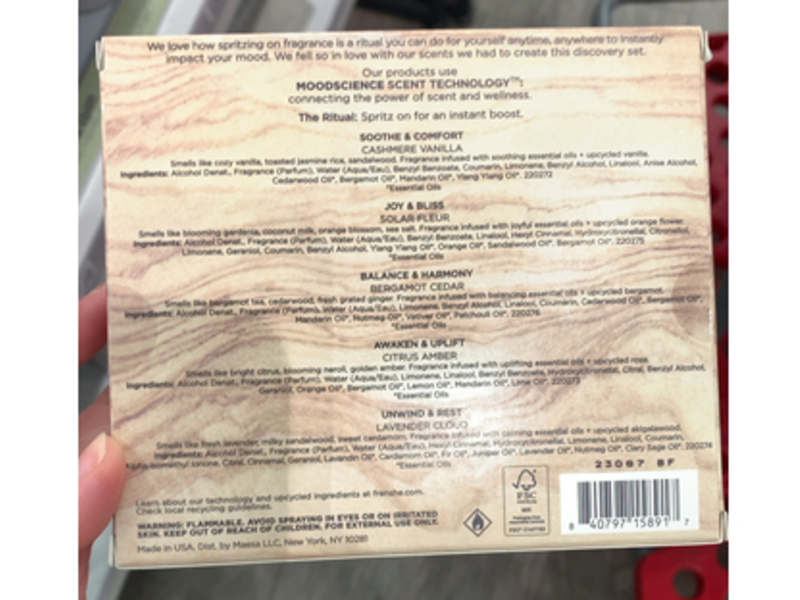 We love how spritzing on fragrance is a ritual you can do for yourself anytime, anywhere to instantly
impact your mood. We fell so in love with our scents we had to create this discovery set.
Our products use
MOODSCIENCE SCENT TECHNOLOGY™:
connecting the power of scent and wellness.
The Ritual: Spritz on for an instant boost.
SOOTHE & COMFORT
CASHMERE VANILLA
Smells like cozy vanilla, toasted jasmine rice, sandalwood. Fragrance infused with soothing essential oils + upcycled vanilla.
Ingredients: Alcohol Denat., Fragrance (Parfum), Water (Aqua/Eau), Benzyl Benzoate, Coumarin, Limonene, Benzyl Alcohol, Linalool, Anise Alcohol,
Cedarwood Oil*, Bergamot Oil*, Mandarin Oil*, Ylang Ylang Oil*. 220272
*Essential Oils
JOY & BLISS
SOLAR FLEUR
Smells like blooming gardenia, coconut milk, orange blossom, sea salt. Fragrance infused with joyful essential oils + upcycled orange flower.
Ingredients: Alcohol Denat., Fragrance (Parfum), Water (Aqua/Eau), Benzyl Benzoate, Linalool, Hexyl Cinnamal, Hydroxycitronellal, Citronellol,
Limonene, Geraniol, Coumarin, Benzyl Alcohol, Ylang Ylang Oil*, Orange Oil*, Sandalwood Oil*, Bergamot Oil*. 220275
*Essential Oils
BALANCE & HARMONY
BERGAMOT CEDAR
Smells like bergamot tea, cedarwood, fresh grated ginger. Fragrance infused with balancing essential oils + upcycled bergamot.
Ingredients: Alcohol Denat., Fragrance (Parfum), Water (Aqua/Eau), Limonene, Benzyl Alcohol, Linalool, Coumarin, Cedarwood Oil*, Bergamot Oil*,
Mandarin Oil*, Nutmeg Oil*, Vetiver Oil*, Patchouli Oil*. 220276
*Essential Oils
AWAKEN & UPLIFT
CITRUS AMBER
Smells like bright citrus, blooming neroli, golden amber. Fragrance infused with uplifting essential oils + upcycled rose.
Ingredients: Alcohol Denat., Fragrance (Parfum), Water (Aqua/Eau), Limonene, Linalool, Benzyl Benzoate, Hydroxycitronellal, Citral, Benzyl Alcohol,
Geraniol, Orange Oil*, Bergamot Oil*, Lemon Oil*, Mandarin Oil*, Lime Oil*. 220273
*Essential Oils
UNWIND & REST
LAVENDER CLOUD
Smells like fresh lavender, milky sandalwood, sweet cardamom. Fragrance infused with calming essential oils + upcycled akigalawood.
Ingredients: Alcohol Denat., Fragrance (Parfum), Water (Aqua/Eau), Hexyl Cinnamal, Hydroxycitronellal, Limonene, Linalool, Coumarin,
Alpha-Isomethyl Ionone, Citral, Cinnamal, Geraniol, Lavandin Oil*, Cardamom Oil*, Fir Oil*, Juniper Oil*, Lavender Oil*, Nutmeg Oil*, Clary Sage Oil*. 220274
*Essential Oils
23067 8F
Learn about our technology and upcycled ingredients at frenshe.com.
Check local recycling guidelines.
WARNING: FLAMMABLE. AVOID SPRAYING IN EYES OR ON IRRITATED
SKIN. KEEP OUT OF REACH OF CHILDREN. FOR EXTERNAL USE ONLY.
Made in USA. Dist. by Maesa LLC, New York, NY 10281
FSC
MIX
8 40797 15891 7